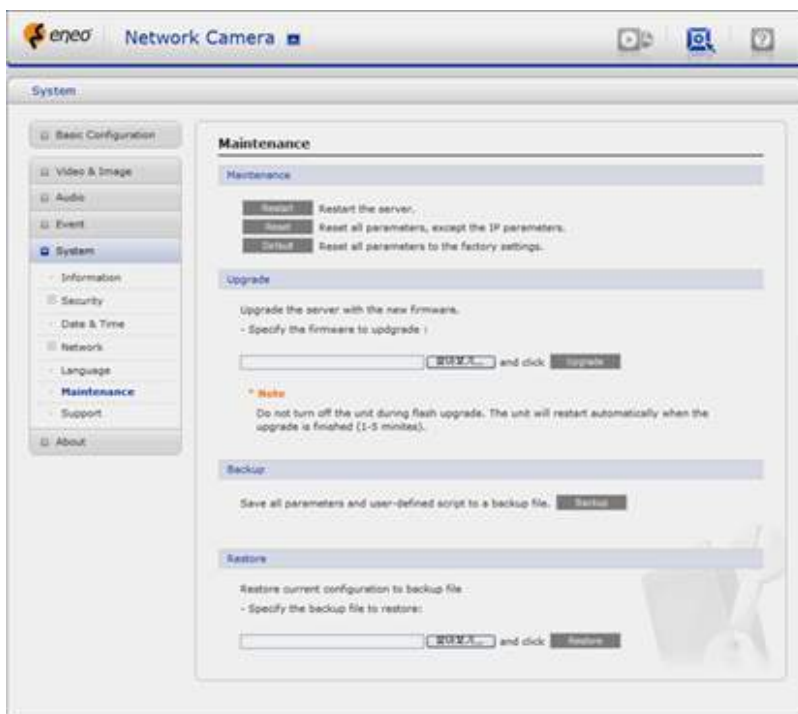 eneo
Network Camera
System
Basic Configuration
Video & Image
Audio
Event
System
Information
Security
Date & Time
Network
Language
Maintenance
Support
About
Maintenance
Maintenance
Restart Restart the server.
Reset Reset all parameters, except the IP parameters.
Default Reset all parameters to the factory settings.
Upgrade
Upgrade the server with the new firmware.
- Specify the firmware to updgrade :
찾아보기... and click Upgrade
* Note
Do not turn off the unit during flash upgrade. The unit will restart automatically when the
upgrade is finished (1-5 minites).
Backup
Save all parameters and user-defined script to a backup file. Backup
Restore
Restore current configuration to backup file
- Specify the backup file to restore:
찾아보기... and click Restore